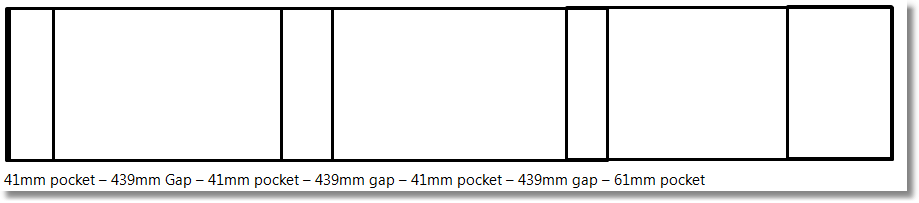 41mm pocket – 439mm Gap – 41mm pocket – 439mm gap – 41mm pocket – 439mm gap – 61mm pocket